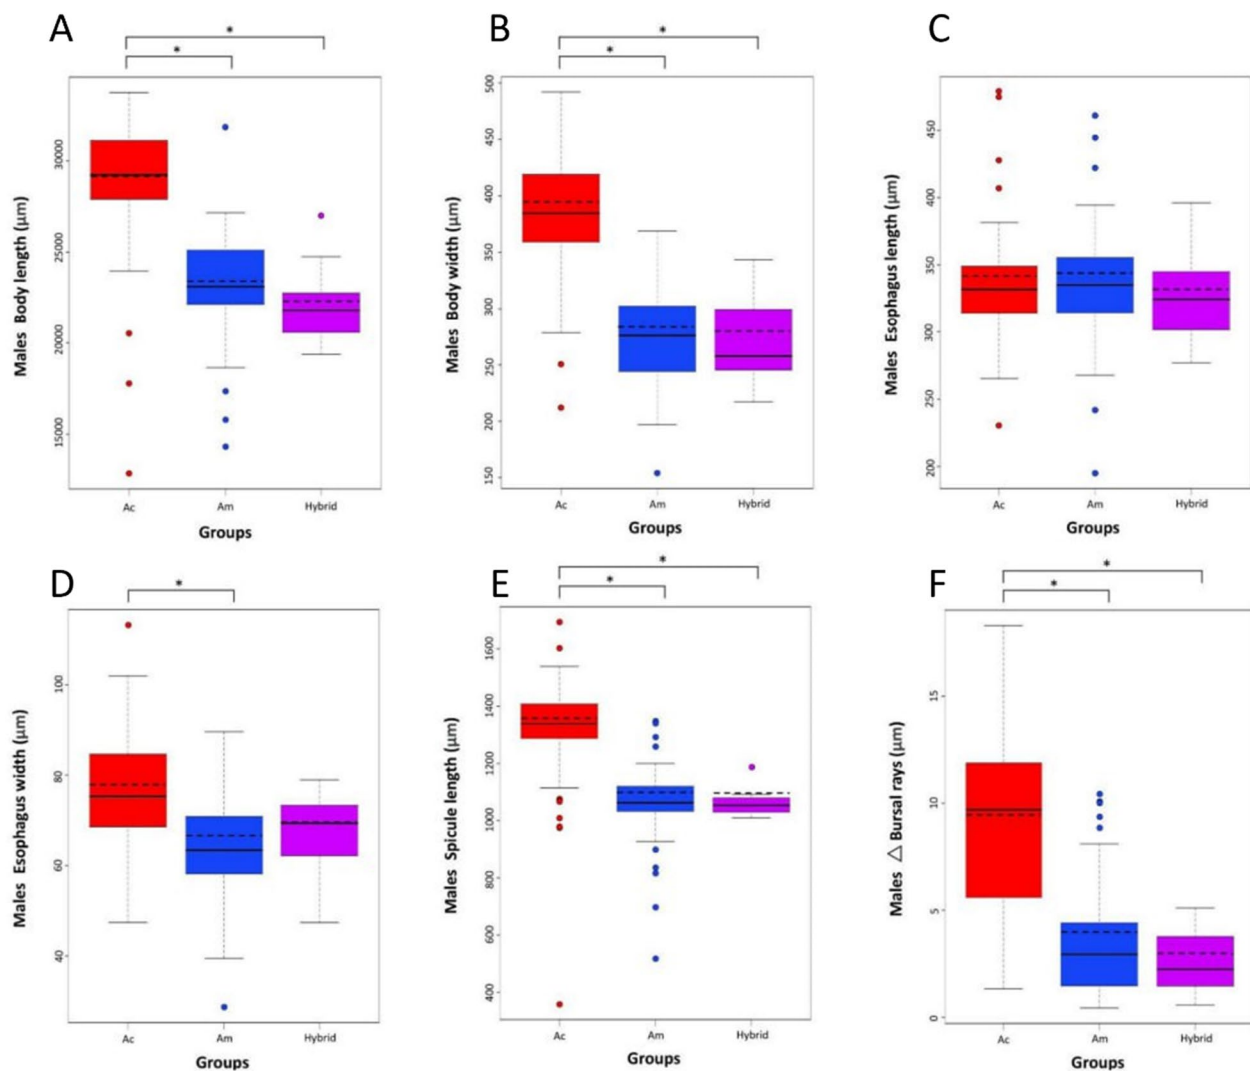 A
*
*
Males Body length (μm)
30000
25000
20000
15000
Ac
Am
Hybrid
Groups
B
*
*
Males Body width (μm)
500
450
400
350
300
250
200
150
Ac
Am
Hybrid
Groups
C
Males Esophagus length (μm)
450
400
350
300
250
200
Ac
Am
Hybrid
Groups
D
*
Males Esophagus width (μm)
100
80
60
40
Ac
Am
Hybrid
Groups
E
*
*
Males Spicule length (μm)
1600
1400
1200
1000
800
600
400
Ac
Am
Hybrid
Groups
F
*
*
Males △ Bursal rays (μm)
15
10
5
0
Ac
Am
Hybrid
Groups